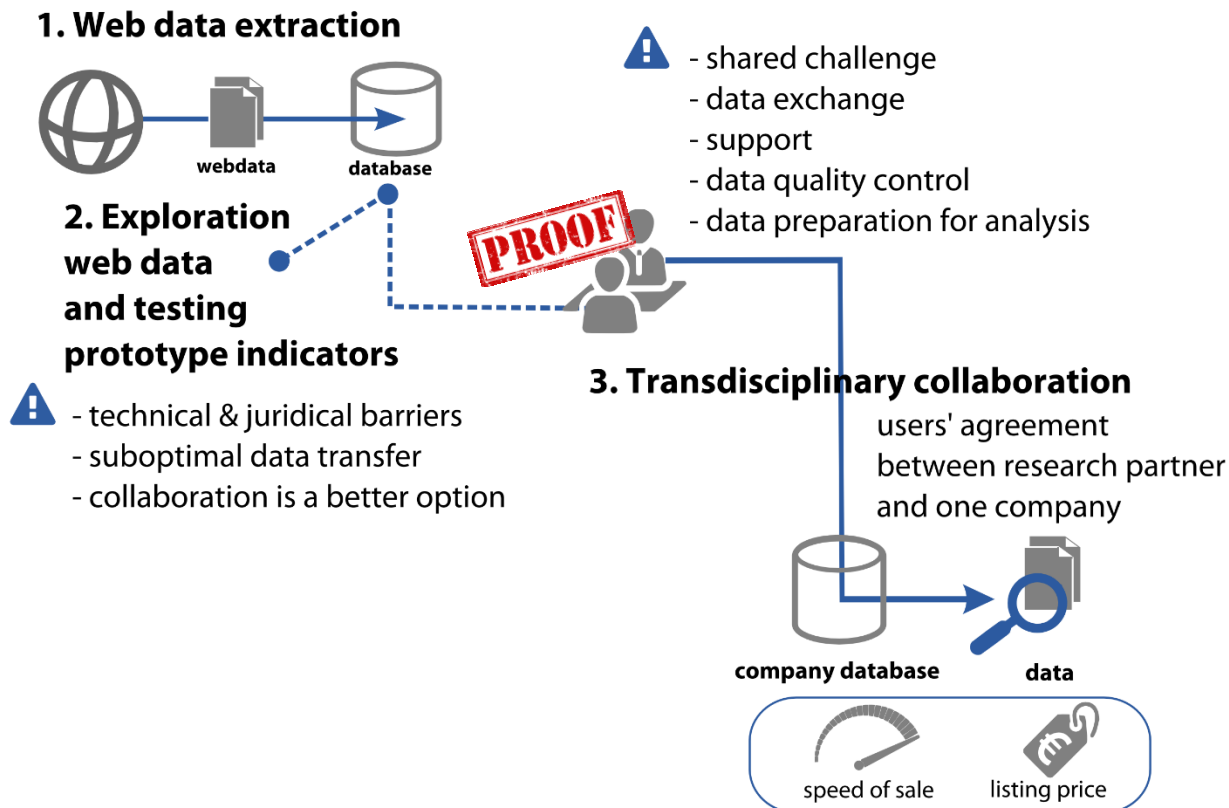 1. Web data extraction
webdata
database
- shared challenge
- data exchange
- support
- data quality control
- data preparation for analysis
2. Exploration
web data
and testing
prototype indicators
PROOF
- technical & juridical barriers
- suboptimal data transfer
- collaboration is a better option
3. Transdisciplinary collaboration
users' agreement
between research partner
and one company
company database
data
speed of sale
€
listing price